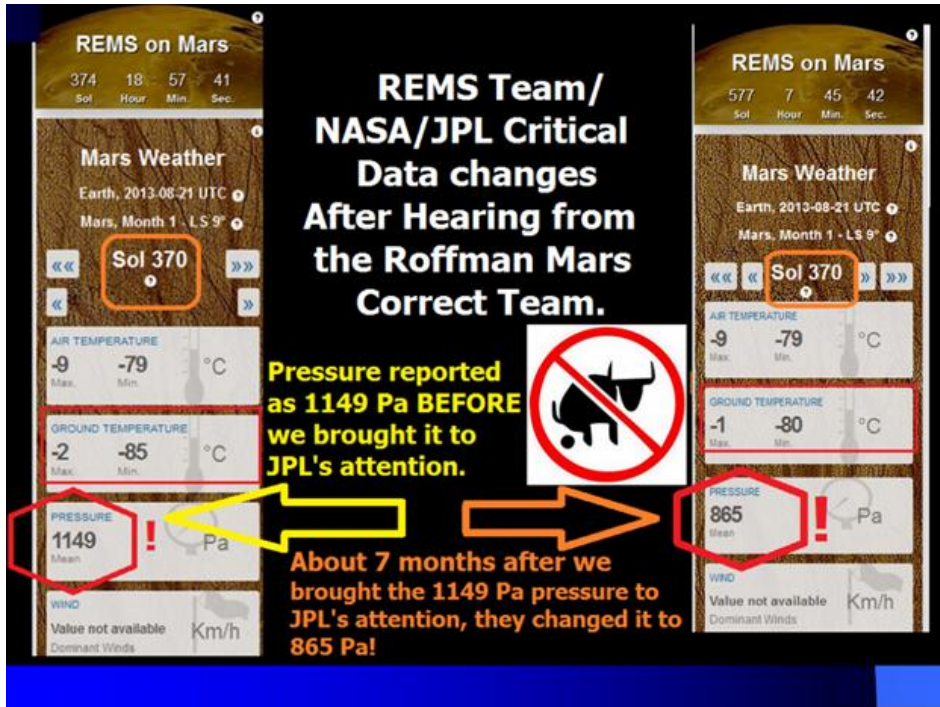 REMS on Mars
374 18 57 41
Sol Hour Min. Sec.
Mars Weather
Earth, 2013-08-21 UTC
Mars, Month 1 - LS 9°
«« Sol 370 »»
« »
AIR TEMPERATURE
-9 -79 °C
Max. Min.
GROUND TEMPERATURE
-2 -85 °C
Max. Min.
PRESSURE
1149 ! Pa
Mean
WIND
Value not available Km/h
Dominant Winds
REMS Team/
NASA/JPL Critical
Data changes
After Hearing from
the Roffman Mars
Correct Team.
Pressure reported
as 1149 Pa BEFORE
we brought it to
JPL's attention.
About 7 months after we
brought the 1149 Pa pressure to
JPL's attention, they changed it to
865 Pa!
REMS on Mars
577 7 45 42
Sol Hour Min. Sec.
Mars Weather
Earth, 2013-08-21 UTC
Mars, Month 1 - LS 9°
«« « Sol 370 » »»
AIR TEMPERATURE
-9 -79 °C
Max. Min.
GROUND TEMPERATURE
-1 -80 °C
Max. Min.
PRESSURE
865 ! Pa
Mean
WIND
Value not available Km/h
Dominant Winds